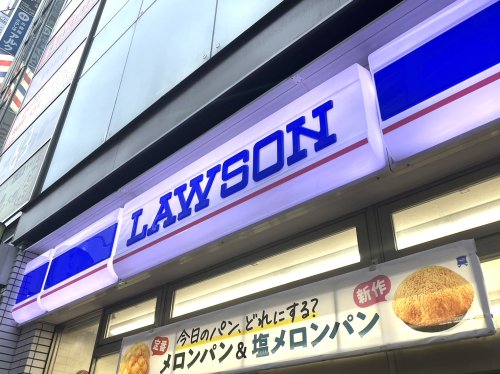 LAWSON
今日のパン、どれにする?
定番
メロンパン & 塩メロンパン
新作